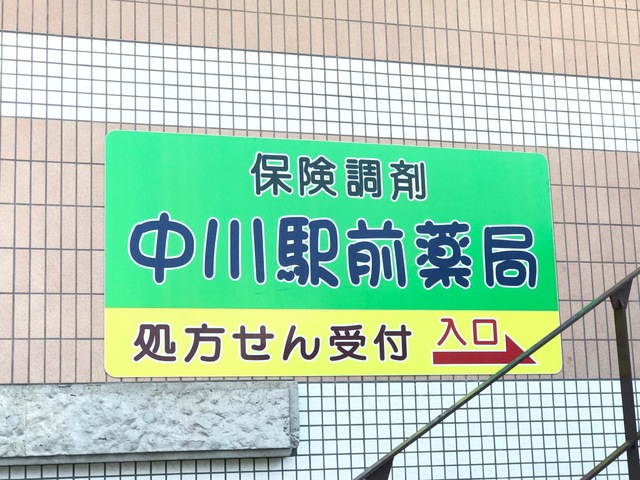 保険調剤
中川駅前薬局
処方せん受付 入口